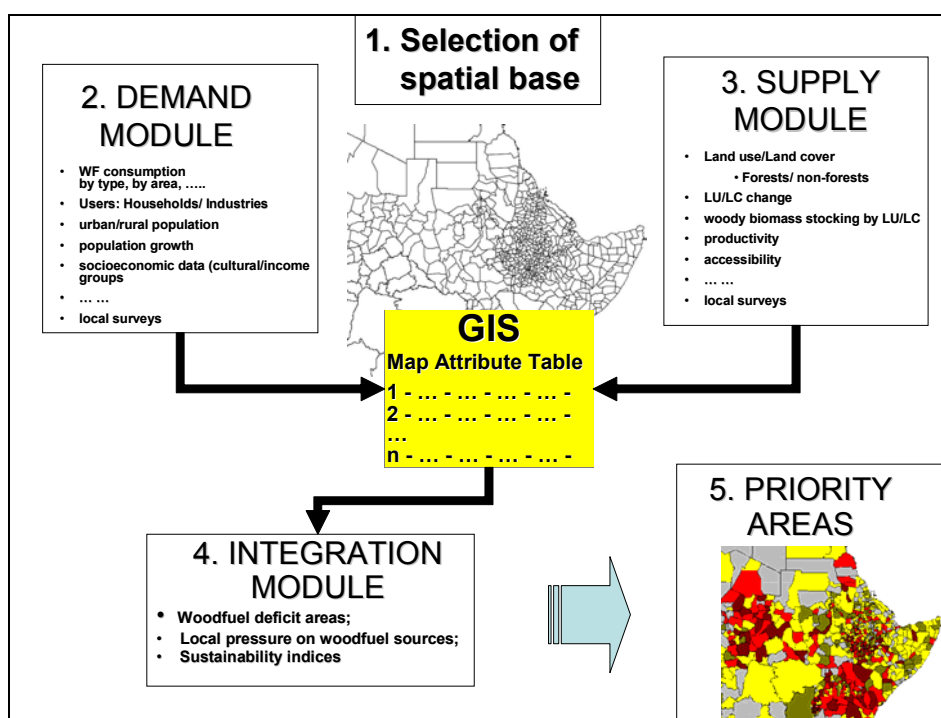 1. Selection of
spatial base
2. DEMAND
MODULE
• WF consumption
by type, by area, …..
• Users: Households/ Industries
• urban/rural population
• population growth
• socioeconomic data (cultural/income
groups
• … …
• local surveys
3. SUPPLY
MODULE
• Land use/Land cover
• Forests/ non-forests
• LU/LC change
• woody biomass stocking by LU/LC
• productivity
• accessibility
• … …
• local surveys
GIS
Map Attribute Table
1 - … - … - … - … -
2 - … - … - … - … -
…
n - … - … - … - … -
4. INTEGRATION
MODULE
• Woodfuel deficit areas;
• Local pressure on woodfuel sources;
• Sustainability indices
5. PRIORITY
AREAS